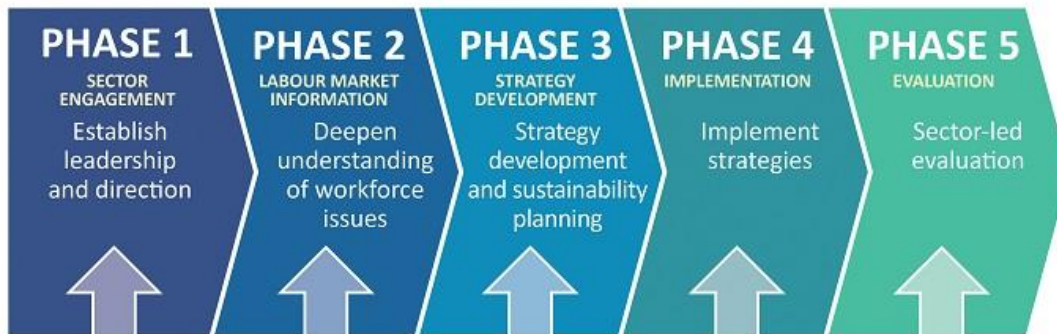 PHASE 1
SECTOR
ENGAGEMENT
Establish
leadership
and direction
PHASE 2
LABOUR MARKET
INFORMATION
Deepen
understanding
of workforce
issues
PHASE 3
STRATEGY
DEVELOPMENT
Strategy
development
and sustainability
planning
PHASE 4
IMPLEMENTATION
Implement
strategies
PHASE 5
EVALUATION
Sector-led
evaluation